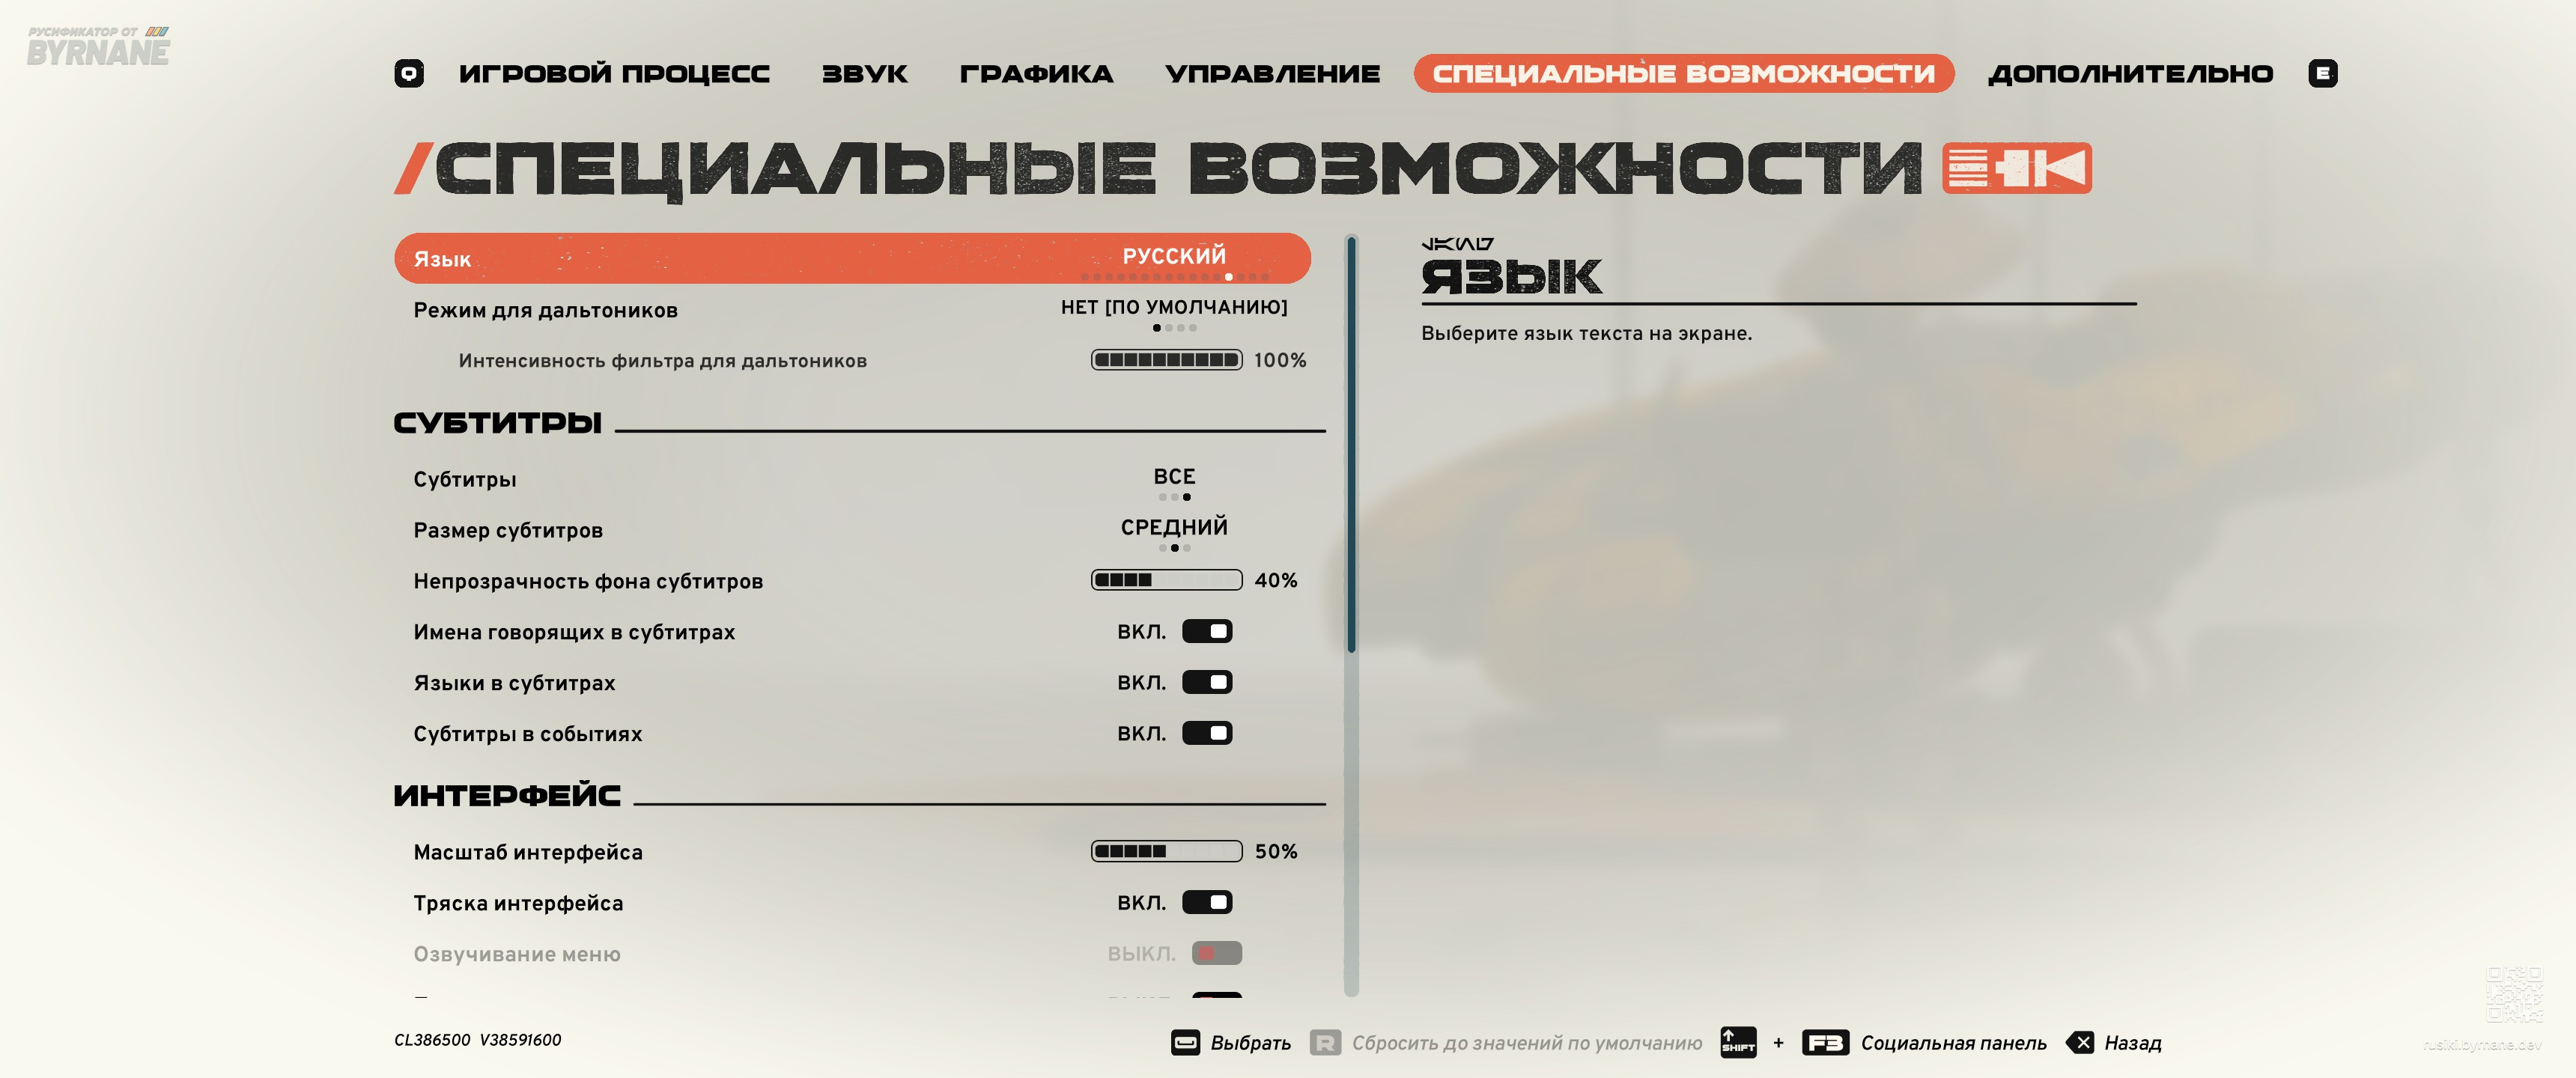 РУСИФИКАТОР ОТ
BYRNANE
Q ИГРОВОЙ ПРОЦЕСС ЗВУК ГРАФИКА УПРАВЛЕНИЕ СПЕЦИАЛЬНЫЕ ВОЗМОЖНОСТИ ДОПОЛНИТЕЛЬНО E
/СПЕЦИАЛЬНЫЕ ВОЗМОЖНОСТИ
Язык РУССКИЙ
Режим для дальтоников НЕТ [ПО УМОЛЧАНИЮ]
Интенсивность фильтра для дальтоников 100%
СУБТИТРЫ
Субтитры ВСЕ
Размер субтитров СРЕДНИЙ
Непрозрачность фона субтитров 40%
Имена говорящих в субтитрах ВКЛ.
Языки в субтитрах ВКЛ.
Субтитры в событиях ВКЛ.
ИНТЕРФЕЙС
Масштаб интерфейса 50%
Тряска интерфейса ВКЛ.
Озвучивание меню ВЫКЛ.
ЯЗЫК
Выберите язык текста на экране.
CL386500 V38591600
Выбрать R Сбросить до значений по умолчанию SHIFT + F3 Социальная панель Назад
rusiki.byrnane.dev